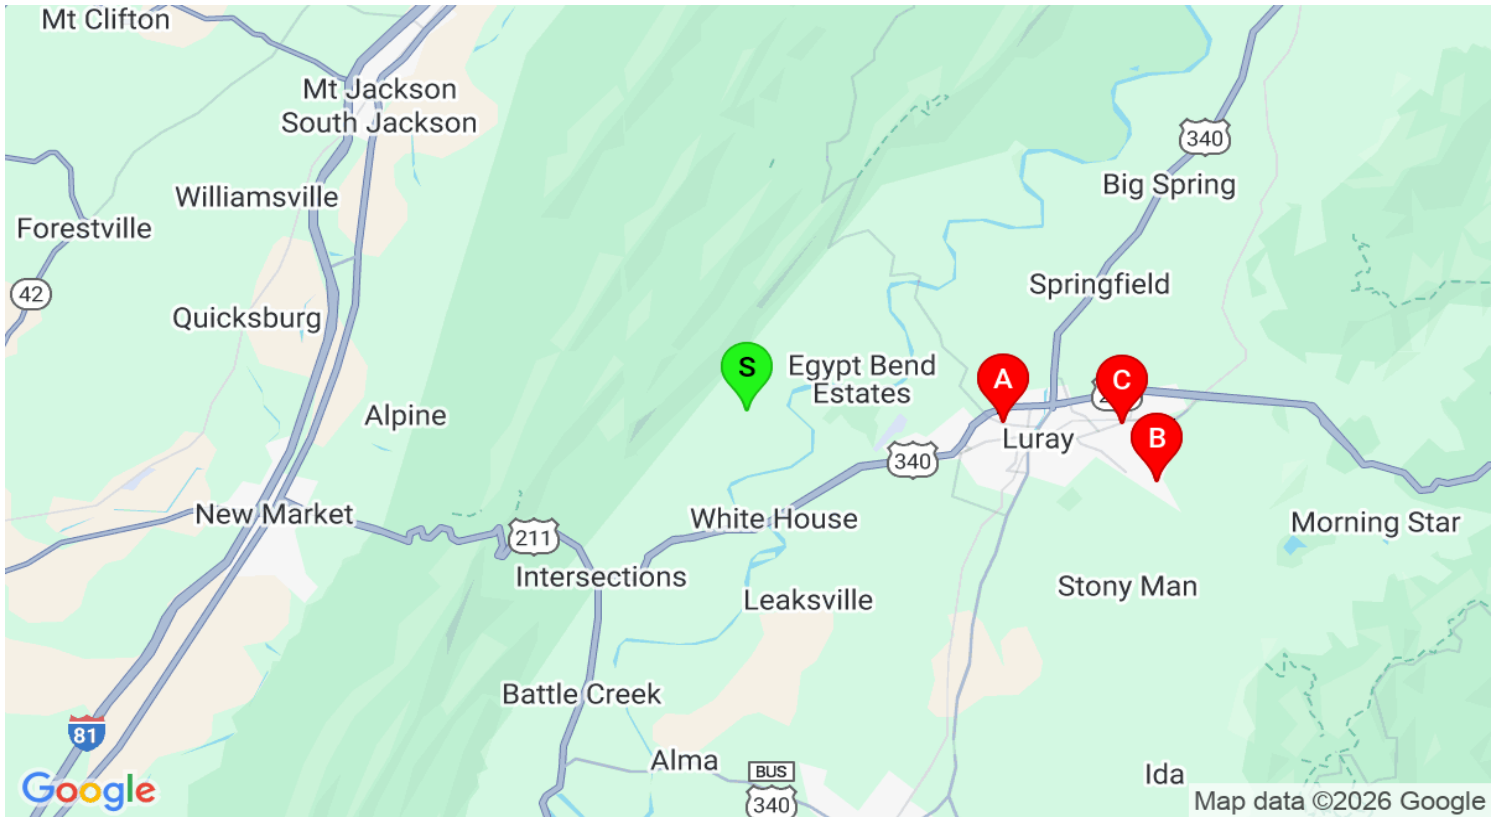 Mt Clifton
Mt Jackson
South Jackson
340
Big Spring
Williamsville
Forestville
Springfield
42
Quicksburg
S
Egypt Bend
Estates
A
C
Alpine
B
Luray
340
New Market
White House
Morning Star
211
Intersections
Leaksville
Stony Man
Battle Creek
81
Alma
BUS
340
Ida
Google
Map data ©2026 Google